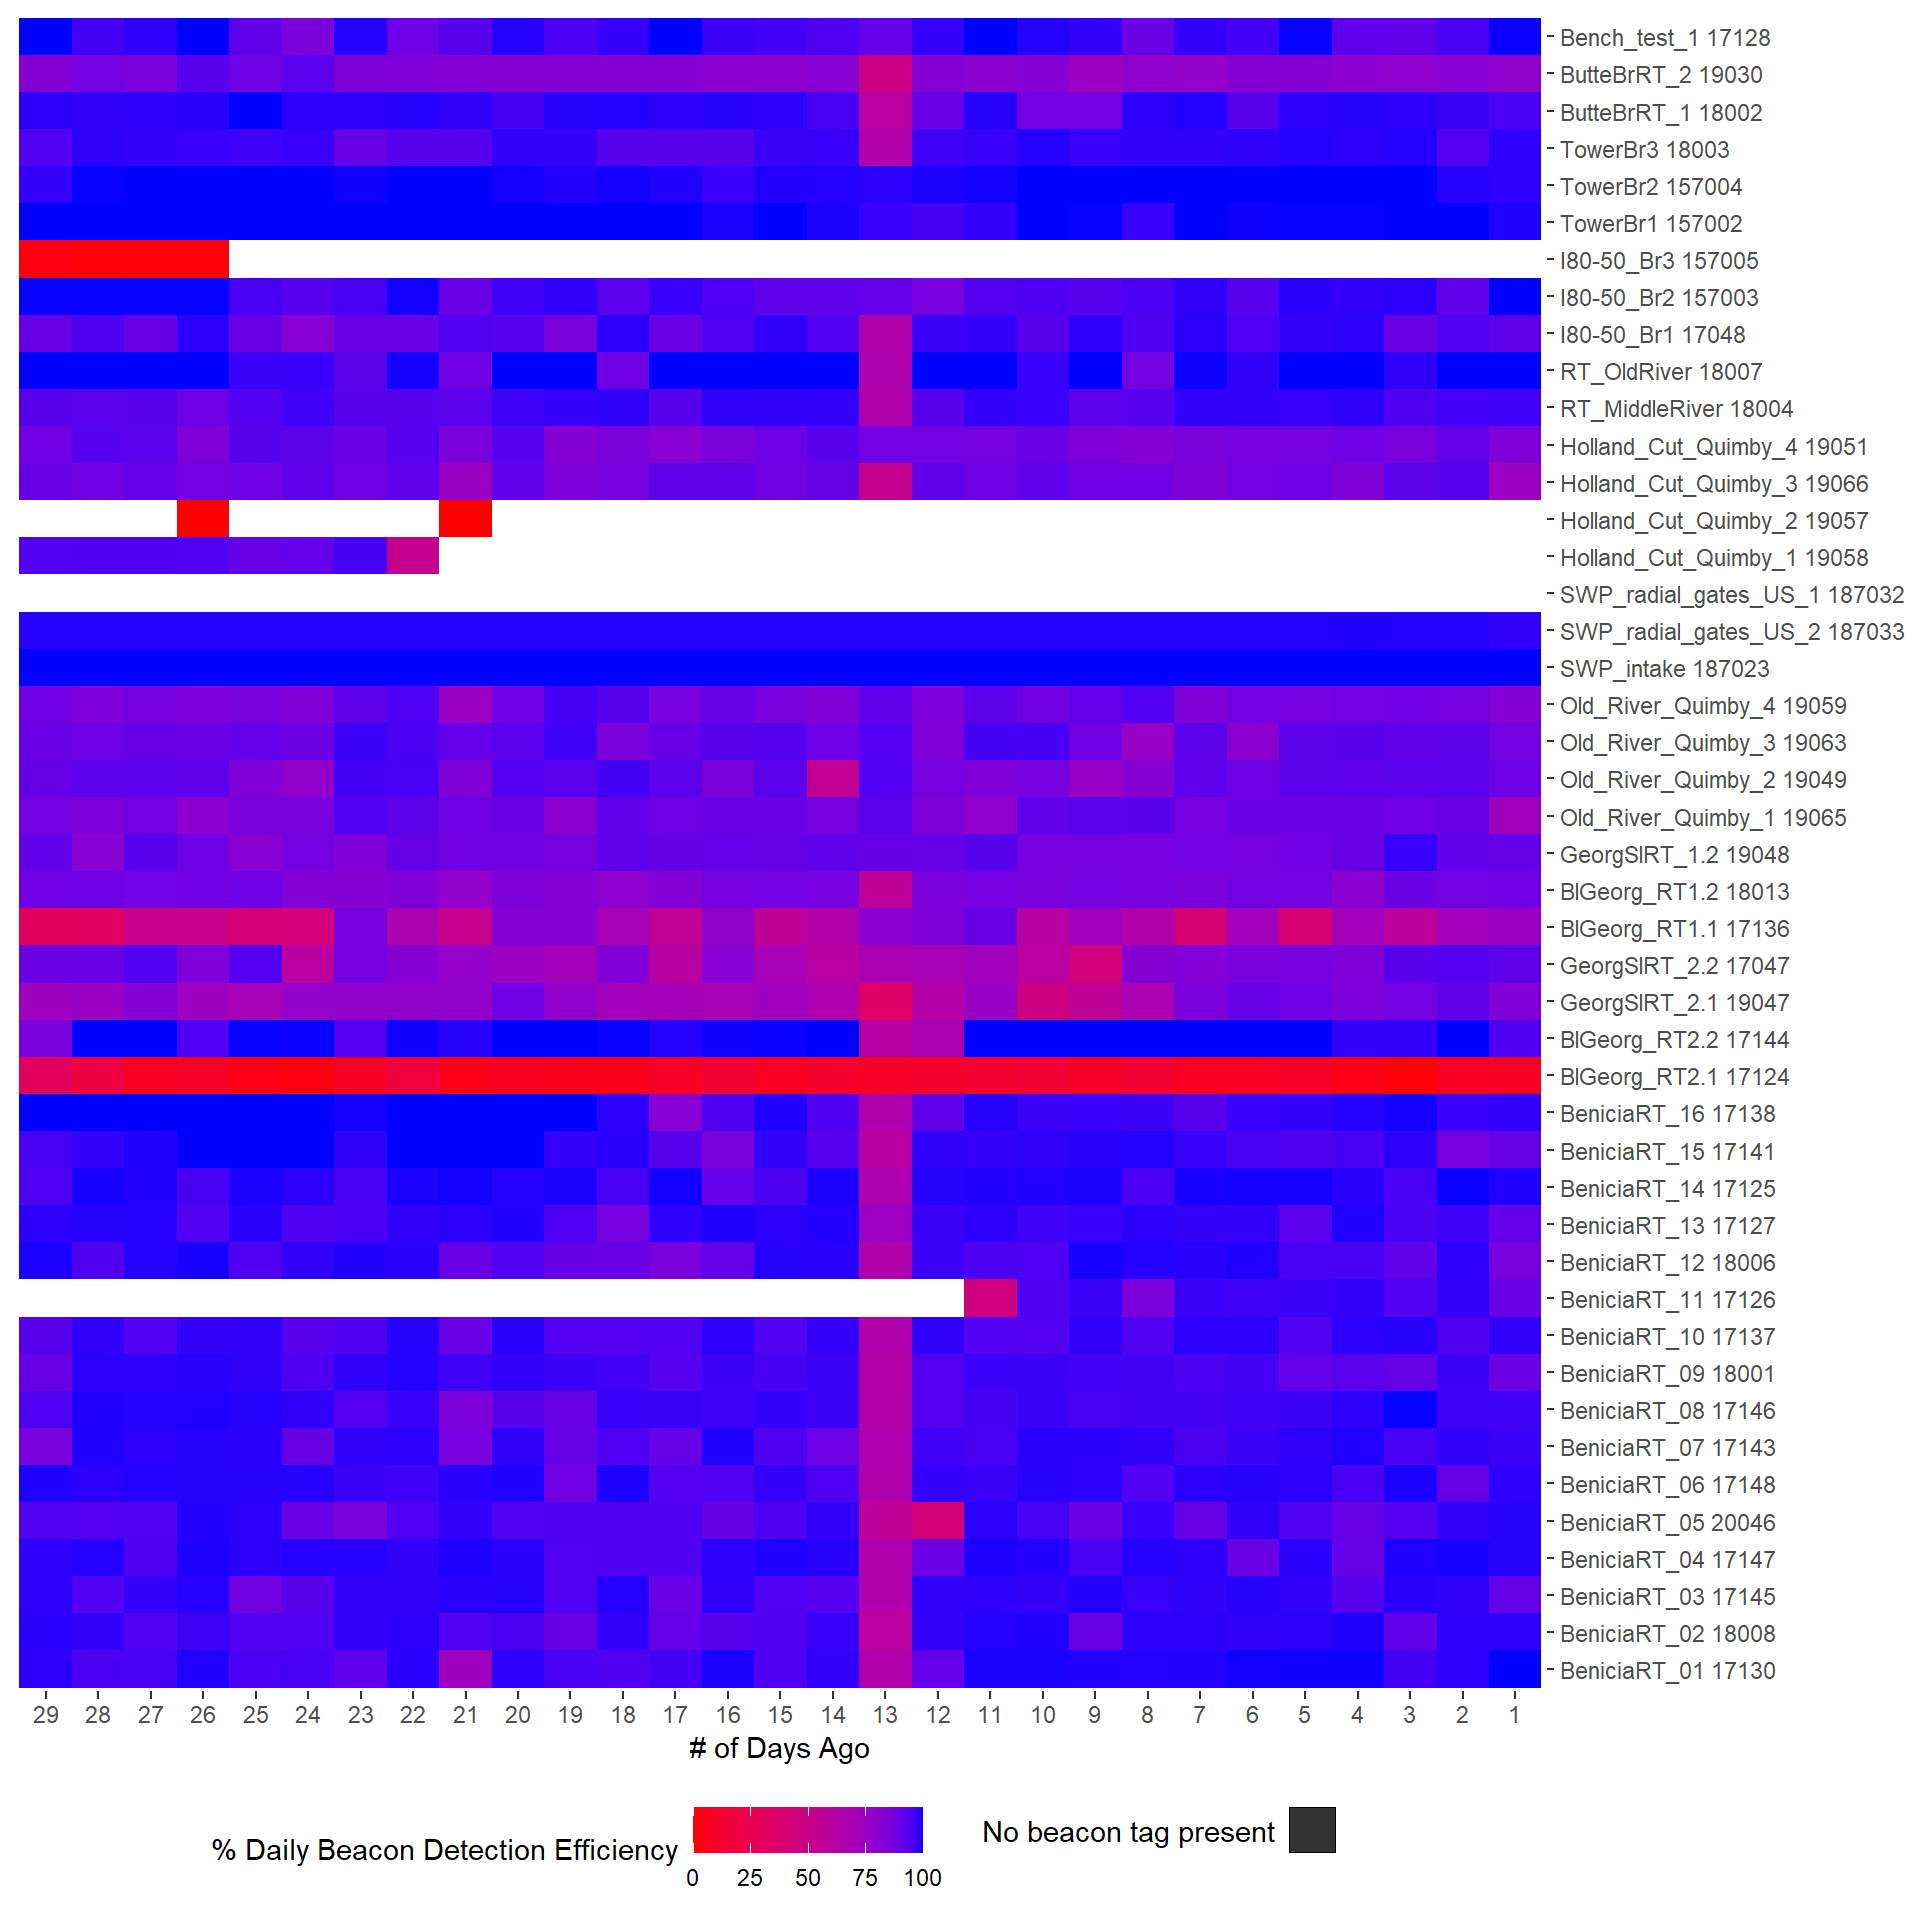 Bench_test_1 17128
ButteBrRT_2 19030
ButteBrRT_1 18002
TowerBr3 18003
TowerBr2 157004
TowerBr1 157002
I80-50_Br3 157005
I80-50_Br2 157003
I80-50_Br1 17048
RT_OldRiver 18007
RT_MiddleRiver 18004
Holland_Cut_Quimby_4 19051
Holland_Cut_Quimby_3 19066
Holland_Cut_Quimby_2 19057
Holland_Cut_Quimby_1 19058
SWP_radial_gates_US_1 187032
SWP_radial_gates_US_2 187033
SWP_intake 187023
Old_River_Quimby_4 19059
Old_River_Quimby_3 19063
Old_River_Quimby_2 19049
Old_River_Quimby_1 19065
GeorgSlRT_1.2 19048
BlGeorg_RT1.2 18013
BlGeorg_RT1.1 17136
GeorgSlRT_2.2 17047
GeorgSlRT_2.1 19047
BlGeorg_RT2.2 17144
BlGeorg_RT2.1 17124
BeniciaRT_16 17138
BeniciaRT_15 17141
BeniciaRT_14 17125
BeniciaRT_13 17127
BeniciaRT_12 18006
BeniciaRT_11 17126
BeniciaRT_10 17137
BeniciaRT_09 18001
BeniciaRT_08 17146
BeniciaRT_07 17143
BeniciaRT_06 17148
BeniciaRT_05 20046
BeniciaRT_04 17147
BeniciaRT_03 17145
BeniciaRT_02 18008
BeniciaRT_01 17130
29 28 27 26 25 24 23 22 21 20 19 18 17 16 15 14 13 12 11 10 9 8 7 6 5 4 3 2 1
# of Days Ago
% Daily Beacon Detection Efficiency
0 25 50 75 100
No beacon tag present